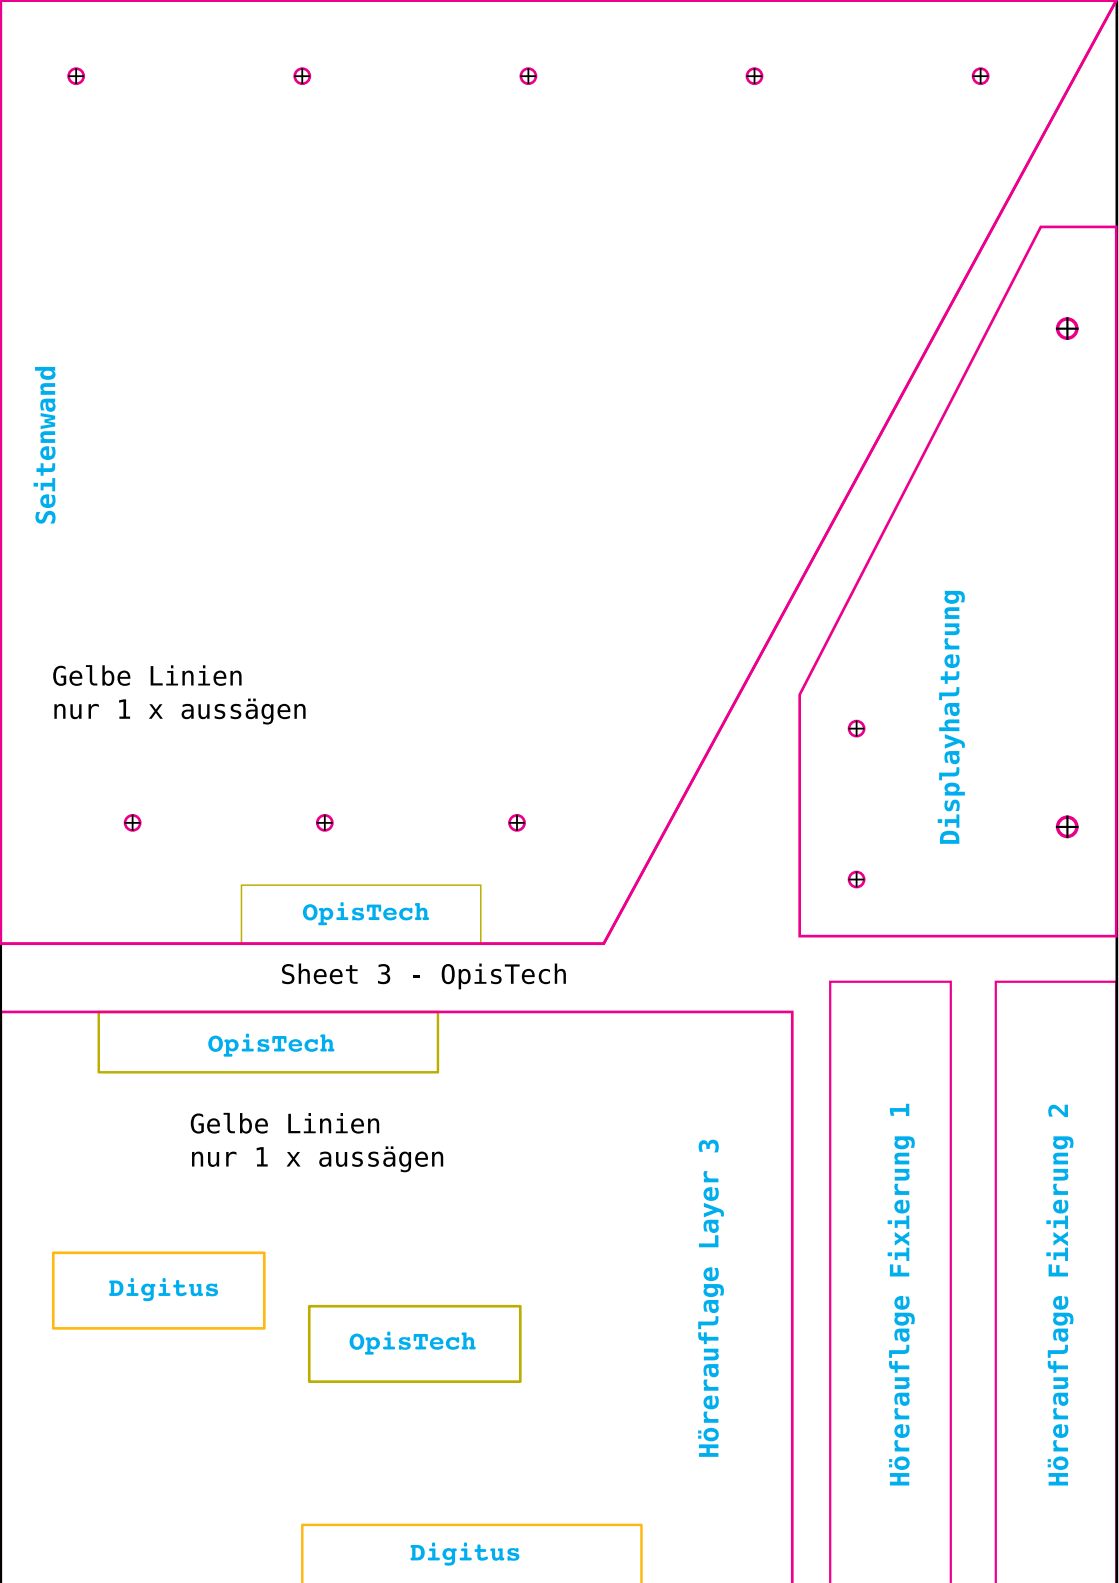 Seitenwand
Gelbe Linien
nur 1 x aussägen
Displayhalterung
OpisTech
Sheet 3 - OpisTech
OpisTech
Gelbe Linien
nur 1 x aussägen
Hörerauflage Layer 3
Hörerauflage Fixierung 1
Hörerauflage Fixierung 2
Digitus
OpisTech
Digitus